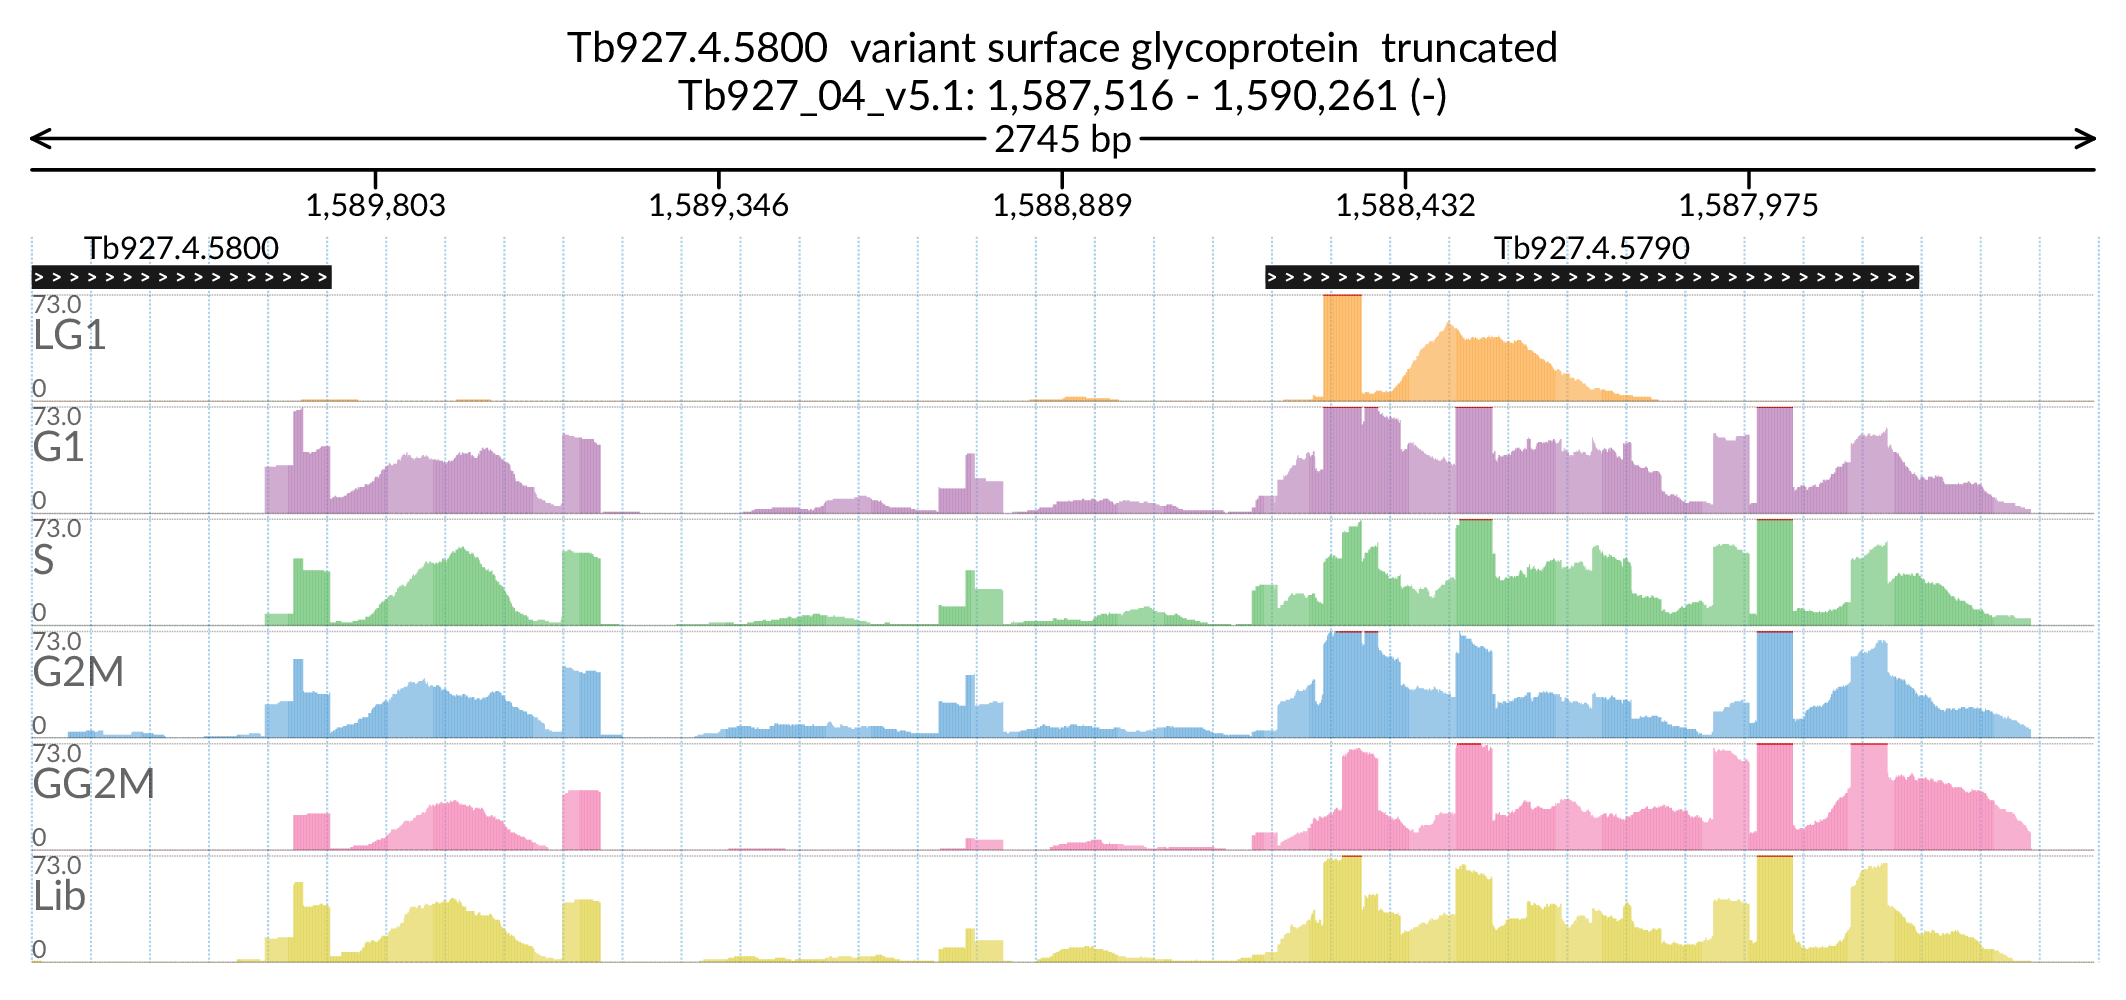 Tb927.4.5800  variant surface glycoprotein  truncated
Tb927_04_v5.1: 1,587,516 - 1,590,261 (-)
2745 bp
1,589,803 1,589,346 1,588,889 1,588,432 1,587,975
Tb927.4.5800 Tb927.4.5790
73.0
LG1
0
73.0
G1
0
73.0
S
0
73.0
G2M
0
73.0
GG2M
0
73.0
Lib
0